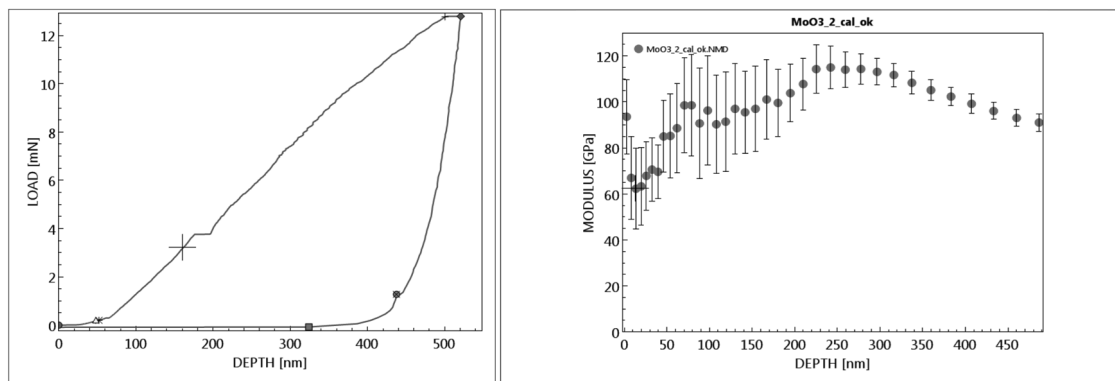 LOAD [mN]
12
10
8
6
4
2
0
0 100 200 300 400 500
DEPTH [nm]
MoO3_2_cal_ok
MoO3_2_cal_ok.NMD
MODULUS [GPa]
120
100
80
60
40
20
0
0 50 100 150 200 250 300 350 400 450
DEPTH [nm]